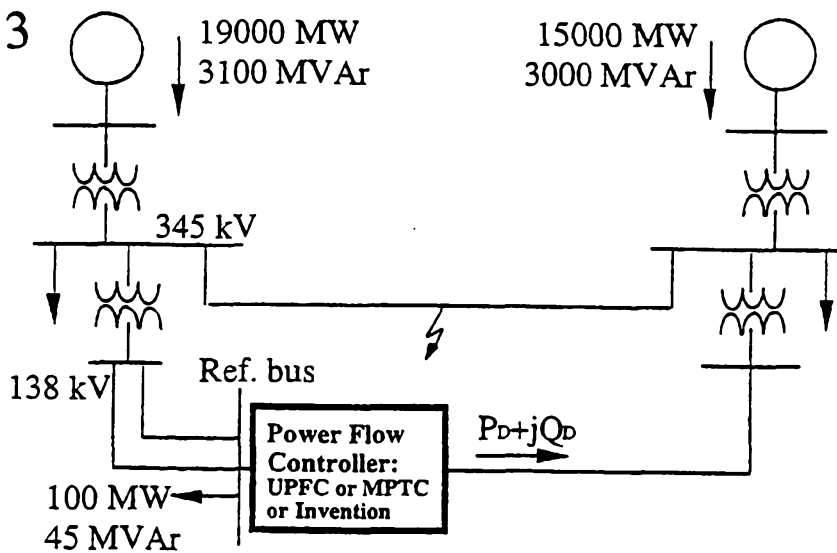 3
19000 MW
3100 MVAr
15000 MW
3000 MVAr
345 kV
138 kV
Ref. bus
Power Flow
Controller:
UPFC or MPTC
or Invention
PD+jQD
100 MW
45 MVAr